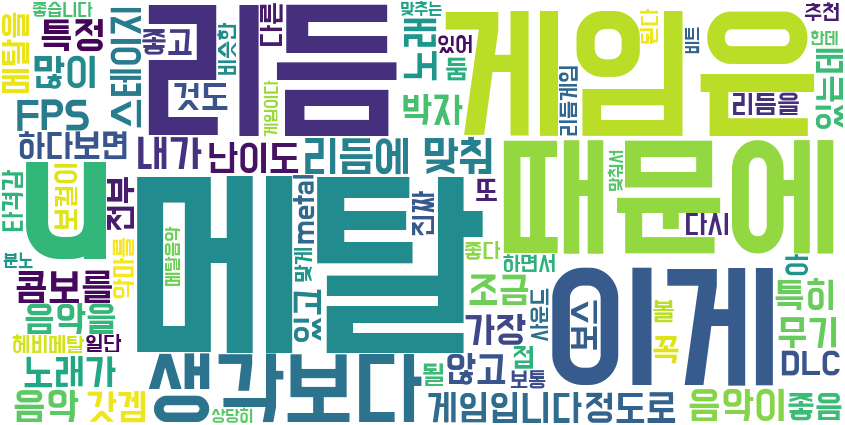 좋습니다
메탈을
특정
좋고
비슷한
리듬
다른
게임이다
맞추는
노래
있어
둠
게임은
된다
비트
추천
한데
있는데
많이
스테이지
FPS
것도
박자
리듬게임
리듬을
하다보면
내가
난이도
리듬에
맞춰
맞춰서
때문에
타격감
보컬이
전부
u
메탈
metal
진짜
또
다시
분노
악마를
메탈음악
맞게
좋다
하면서
아
콤보를
있고
조금
사운드
이게
보스
볼
특히
음악을
가장
꼭
무기
헤비메탈
일단
노래가
생각보다
될
않고
점
보통
DLC
음악
갓겜
상당히
게임입니다
정도로
음악이
좋음